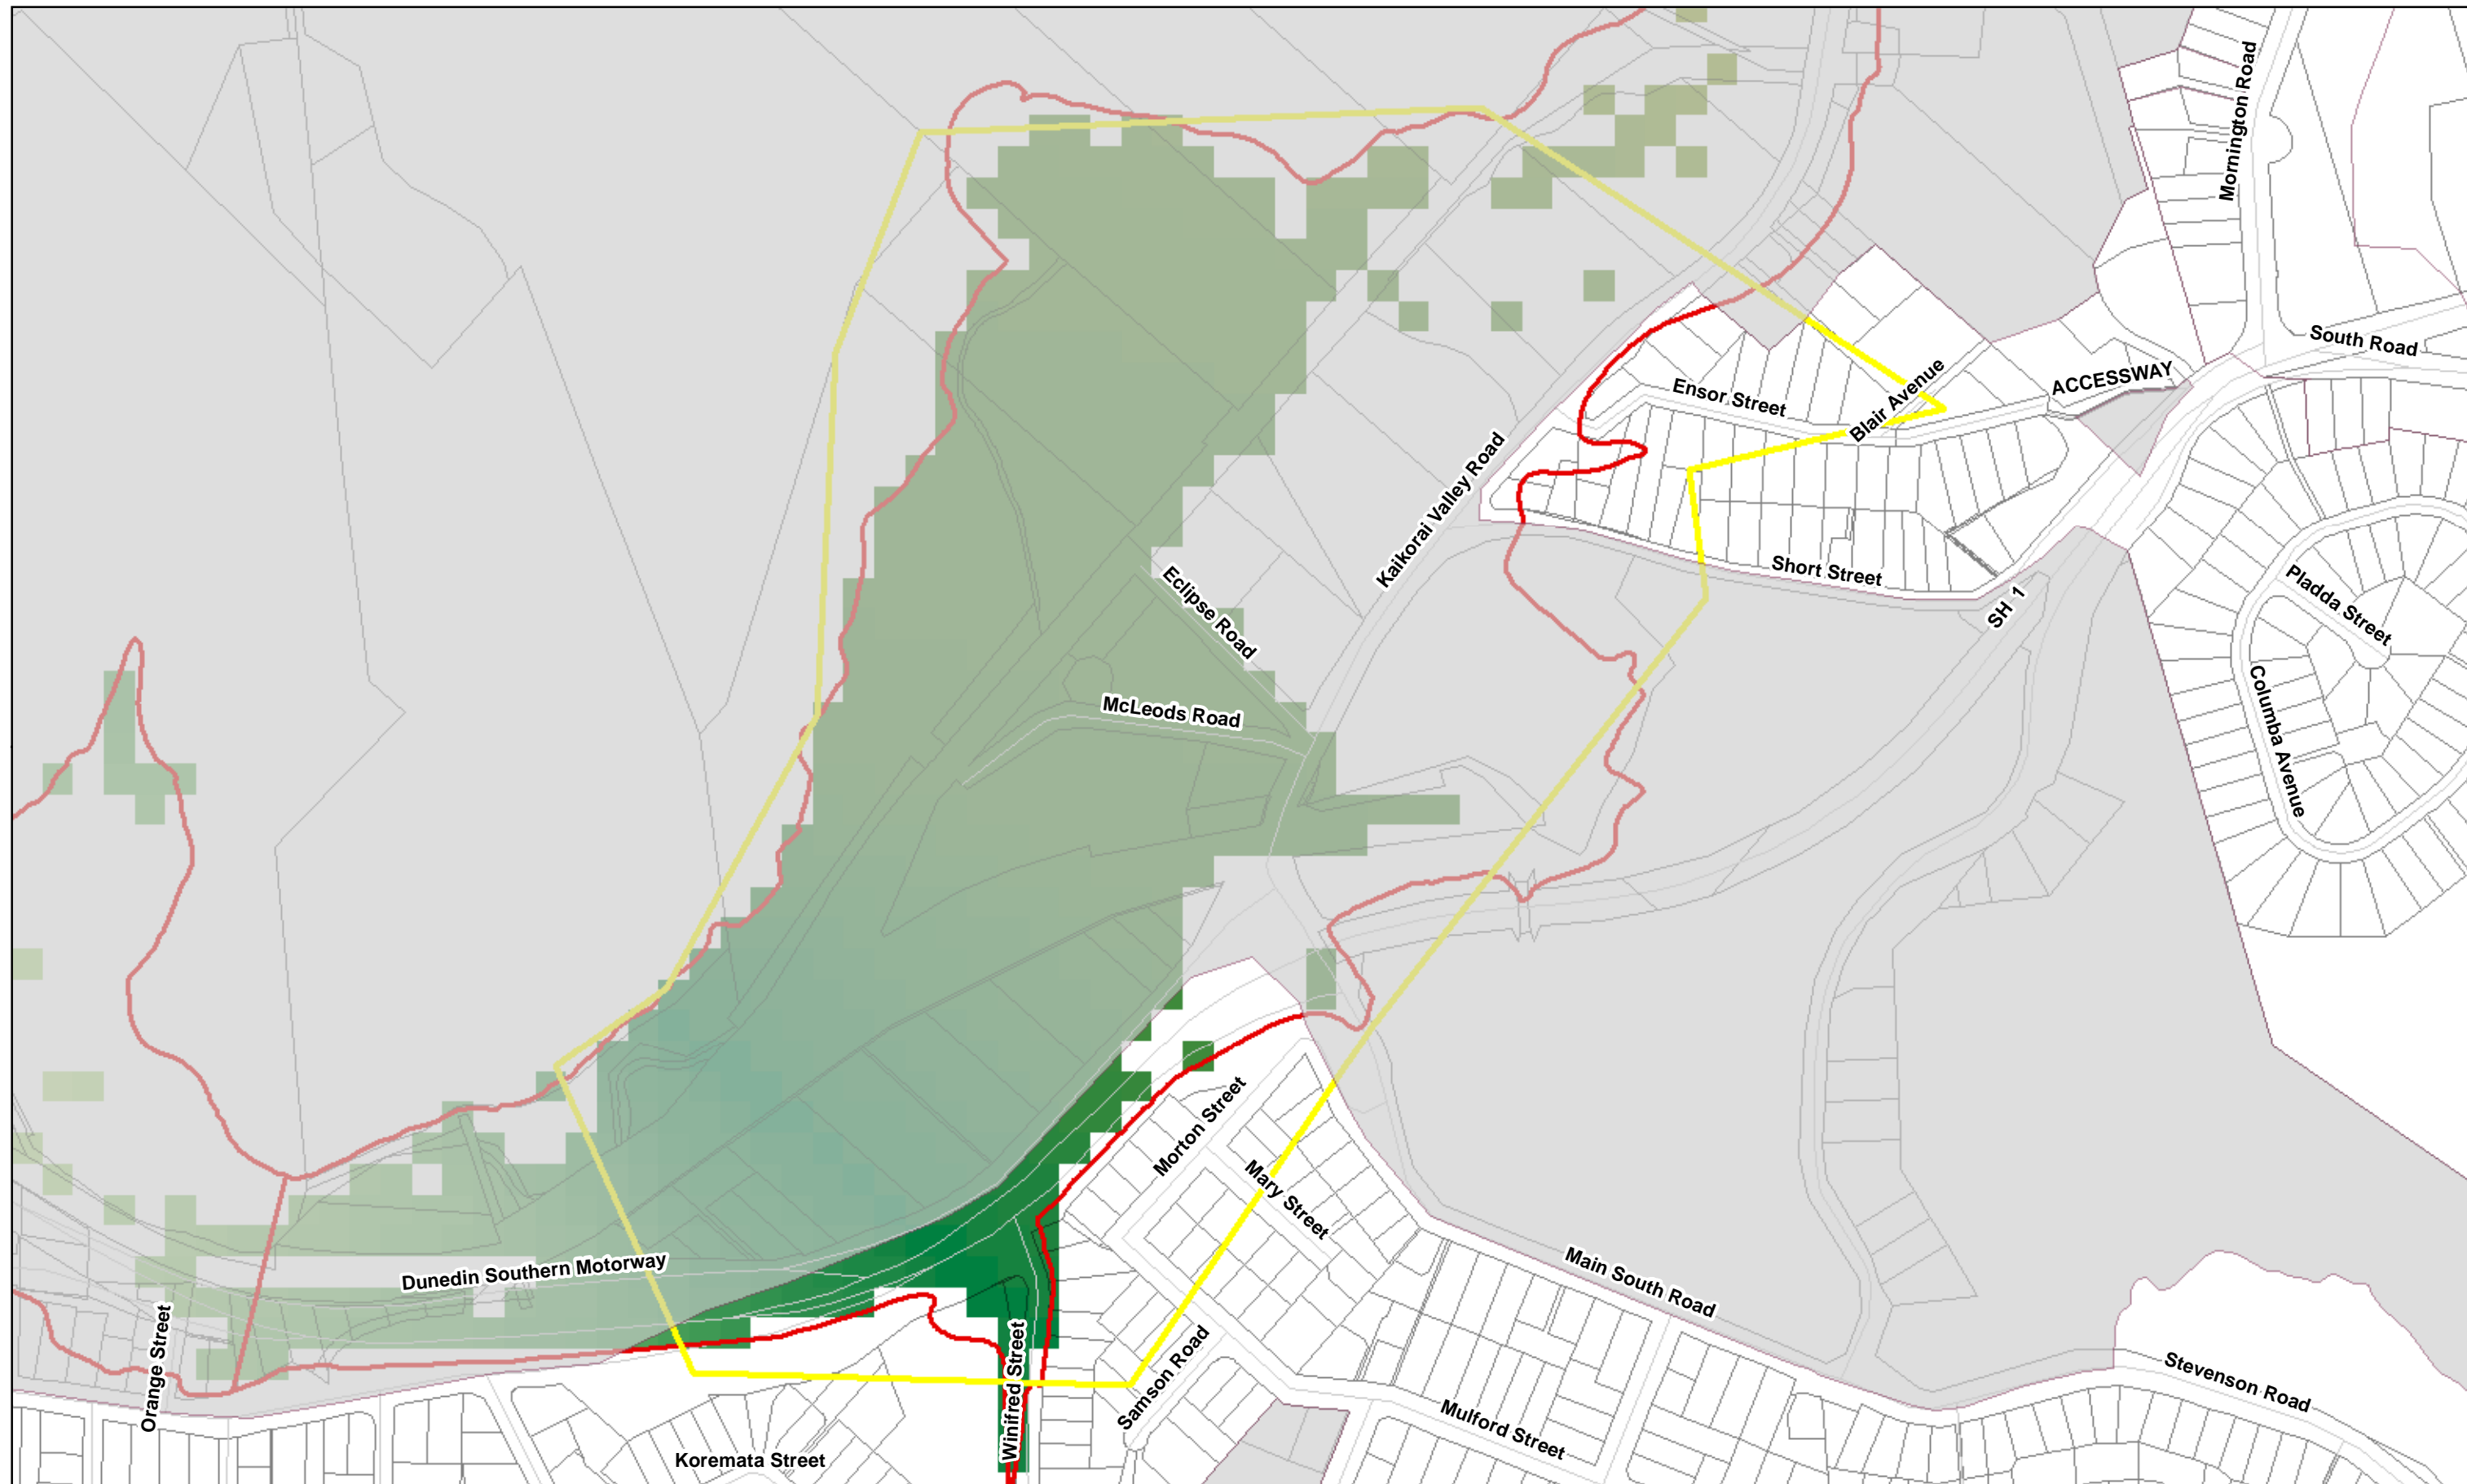 Mornington Road
South Road
ACCESSWAY
Ensor Street
Blair Avenue
Kaikorai Valley Road
Short Street
SH 1
Pladda Street
Eclipse Road
McLeods Road
Columba Avenue
Morton Street
Mary Street
Dunedin Southern Motorway
Main South Road
Orange Street
Winifred Street
Samson Road
Stevenson Road
Mulford Street
Koremata Street